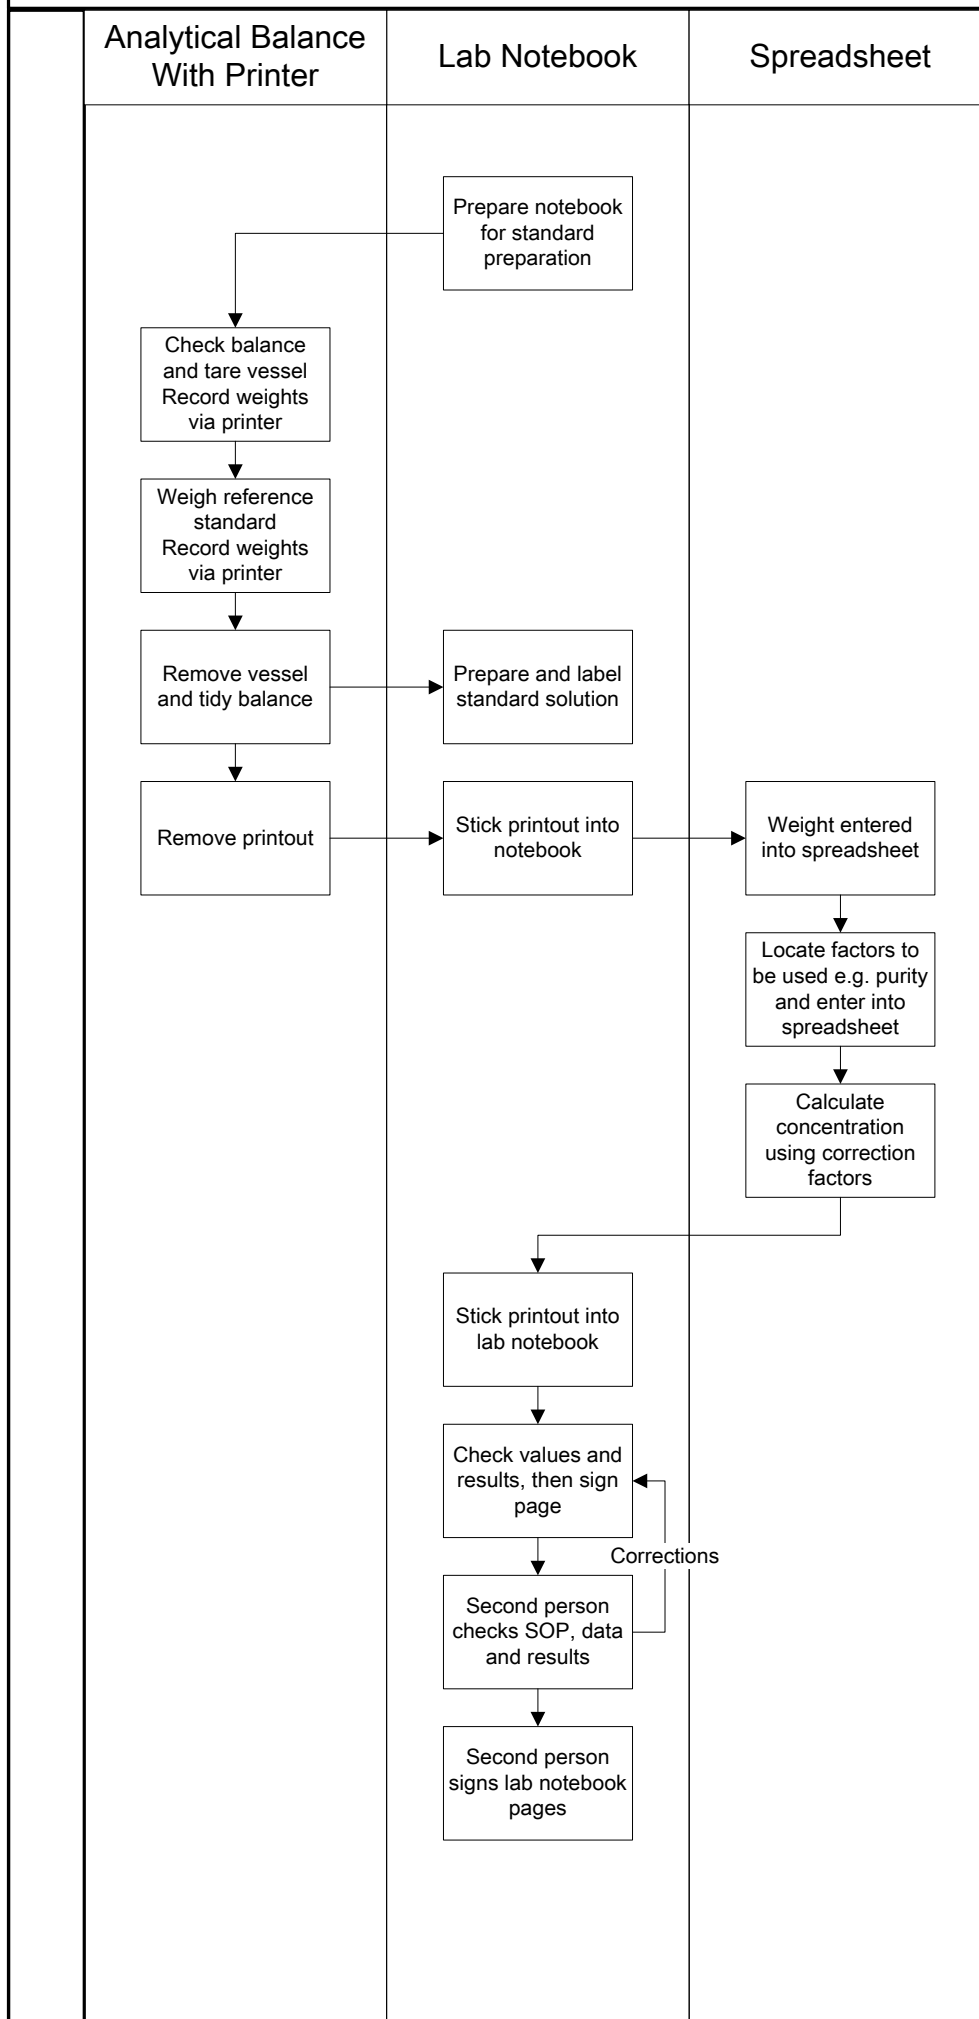 Analytical Balance
With Printer
Lab Notebook
Spreadsheet
Prepare notebook
for standard
preparation
Check balance
and tare vessel
Record weights
via printer
Weigh reference
standard
Record weights
via printer
Remove vessel
and tidy balance
Prepare and label
standard solution
Remove printout
Stick printout into
notebook
Weight entered
into spreadsheet
Locate factors to
be used e.g. purity
and enter into
spreadsheet
Calculate
concentration
using correction
factors
Stick printout into
lab notebook
Check values and
results, then sign
page
Corrections
Second person
checks SOP, data
and results
Second person
signs lab notebook
pages